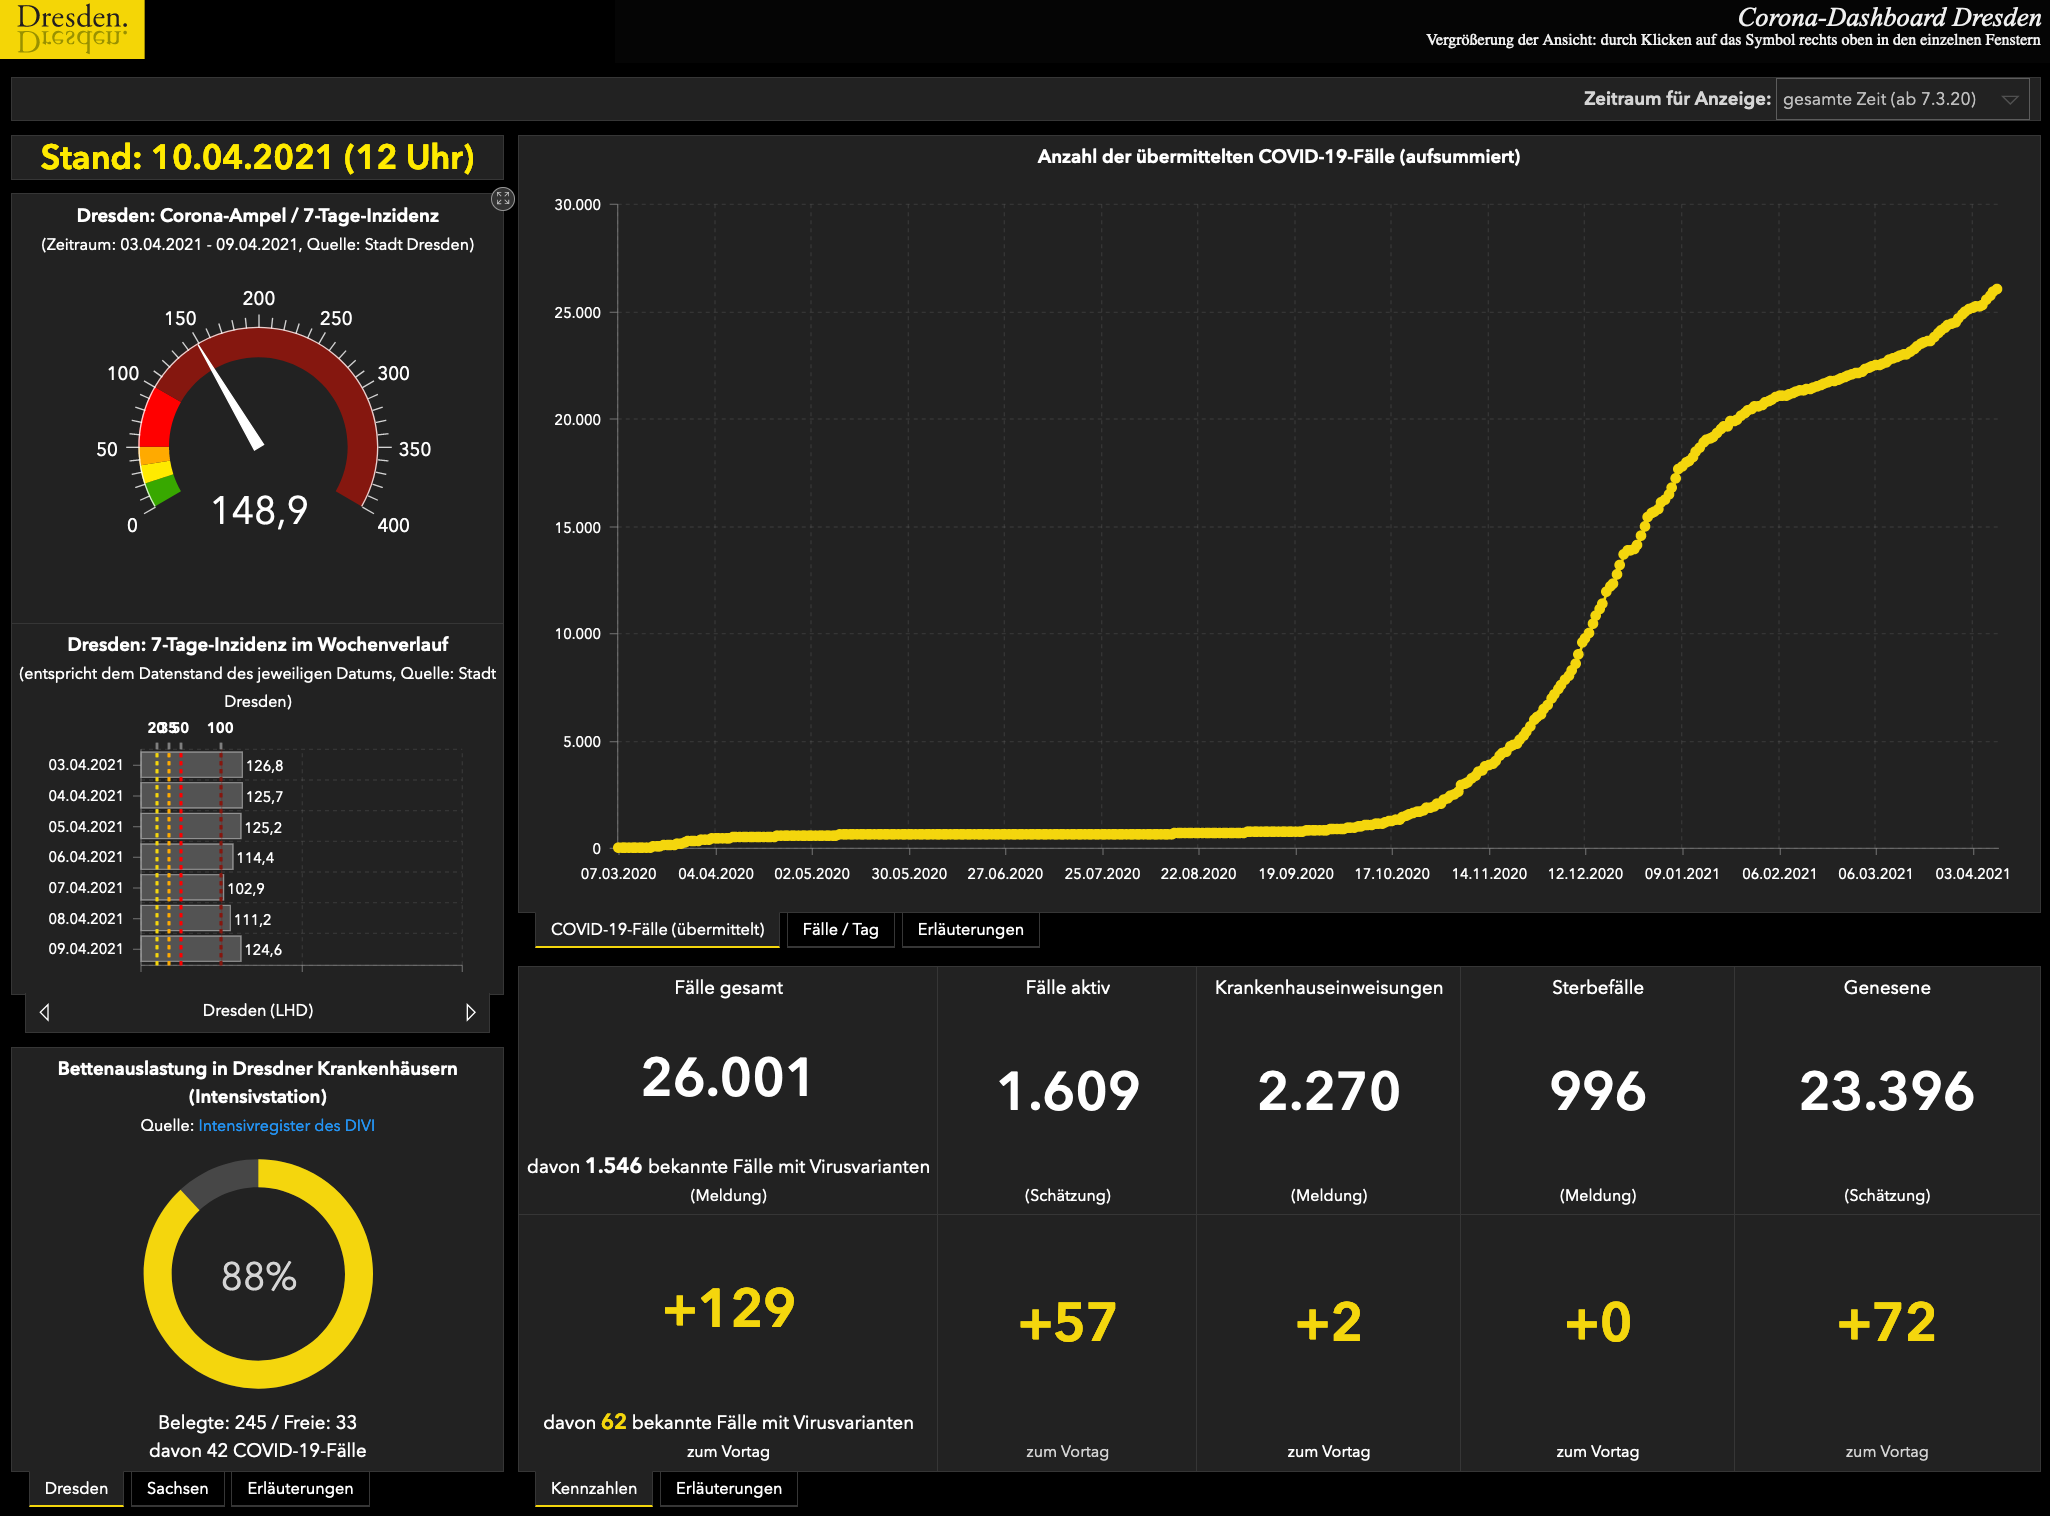 Dresden.
Dresden.
Corona-Dashboard Dresden
Vergrößerung der Ansicht: durch Klicken auf das Symbol rechts oben in den einzelnen Fenstern
Zeitraum für Anzeige: gesamte Zeit (ab 7.3.20)
Stand: 10.04.2021 (12 Uhr)
Dresden: Corona-Ampel / 7-Tage-Inzidenz
(Zeitraum: 03.04.2021 - 09.04.2021, Quelle: Stadt Dresden)
0
50
100
150
200
250
300
350
400
148,9
Dresden: 7-Tage-Inzidenz im Wochenverlauf
(entspricht dem Datenstand des jeweiligen Datums, Quelle: Stadt
Dresden)
20 35 50 100
03.04.2021 126,8
04.04.2021 125,7
05.04.2021 125,2
06.04.2021 114,4
07.04.2021 102,9
08.04.2021 111,2
09.04.2021 124,6
Dresden (LHD)
Bettenauslastung in Dresdner Krankenhäusern
(Intensivstation)
Quelle: Intensivregister des DIVI
88%
Belegte: 245 / Freie: 33
davon 42 COVID-19-Fälle
Dresden Sachsen Erläuterungen
Anzahl der übermittelten COVID-19-Fälle (aufsummiert)
30.000
25.000
20.000
15.000
10.000
5.000
0
07.03.2020 04.04.2020 02.05.2020 30.05.2020 27.06.2020 25.07.2020 22.08.2020 19.09.2020 17.10.2020 14.11.2020 12.12.2020 09.01.2021 06.02.2021 06.03.2021 03.04.2021
COVID-19-Fälle (übermittelt) Fälle / Tag Erläuterungen
Fälle gesamt
26.001
davon 1.546 bekannte Fälle mit Virusvarianten
(Meldung)
Fälle aktiv
1.609
(Schätzung)
Krankenhauseinweisungen
2.270
(Meldung)
Sterbefälle
996
(Meldung)
Genesene
23.396
(Schätzung)
+129
davon 62 bekannte Fälle mit Virusvarianten
zum Vortag
+57
zum Vortag
+2
zum Vortag
+0
zum Vortag
+72
zum Vortag
Kennzahlen Erläuterungen